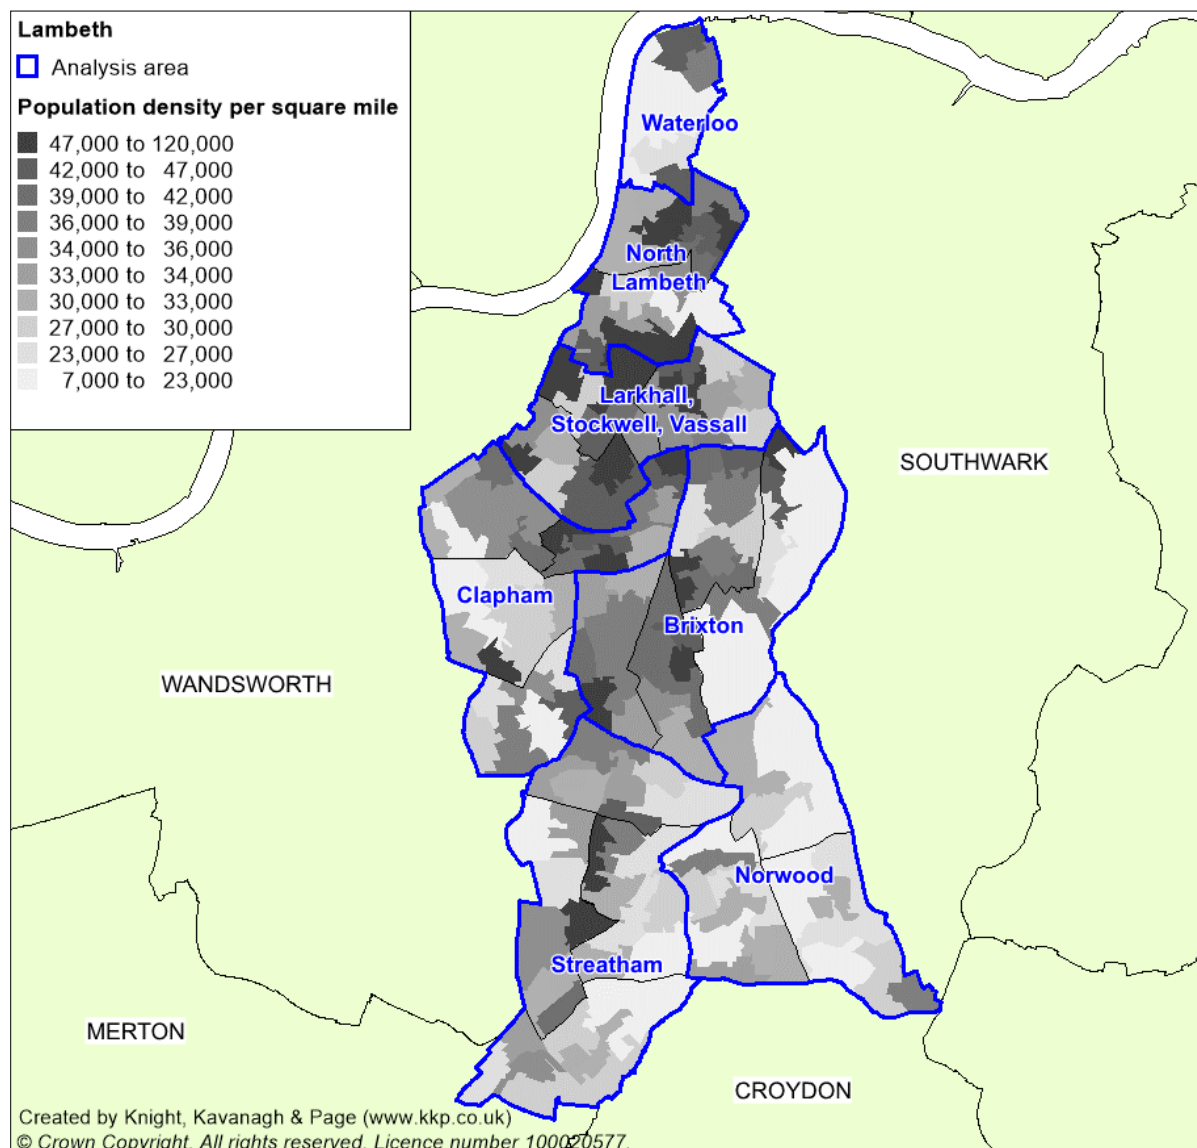 Lambeth
Analysis area
Population density per square mile
47,000 to 120,000
42,000 to 47,000
39,000 to 42,000
36,000 to 39,000
34,000 to 36,000
33,000 to 34,000
30,000 to 33,000
27,000 to 30,000
23,000 to 27,000
7,000 to 23,000
Waterloo
North
Lambeth
Larkhall,
Stockwell, Vassall
SOUTHWARK
Clapham
Brixton
WANDSWORTH
Norwood
Streatham
MERTON
CROYDON
Created by Knight, Kavanagh & Page (www.kkp.co.uk)
© Crown Copyright. All rights reserved. Licence number 100020577.